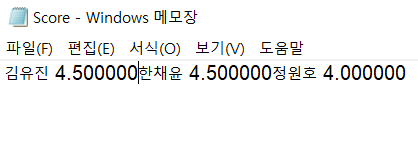 Score - Windows 메모장
파일(F) 편집(E) 서식(O) 보기(V) 도움말
김유진 4.500000한채윤 4.500000정원호 4.000000